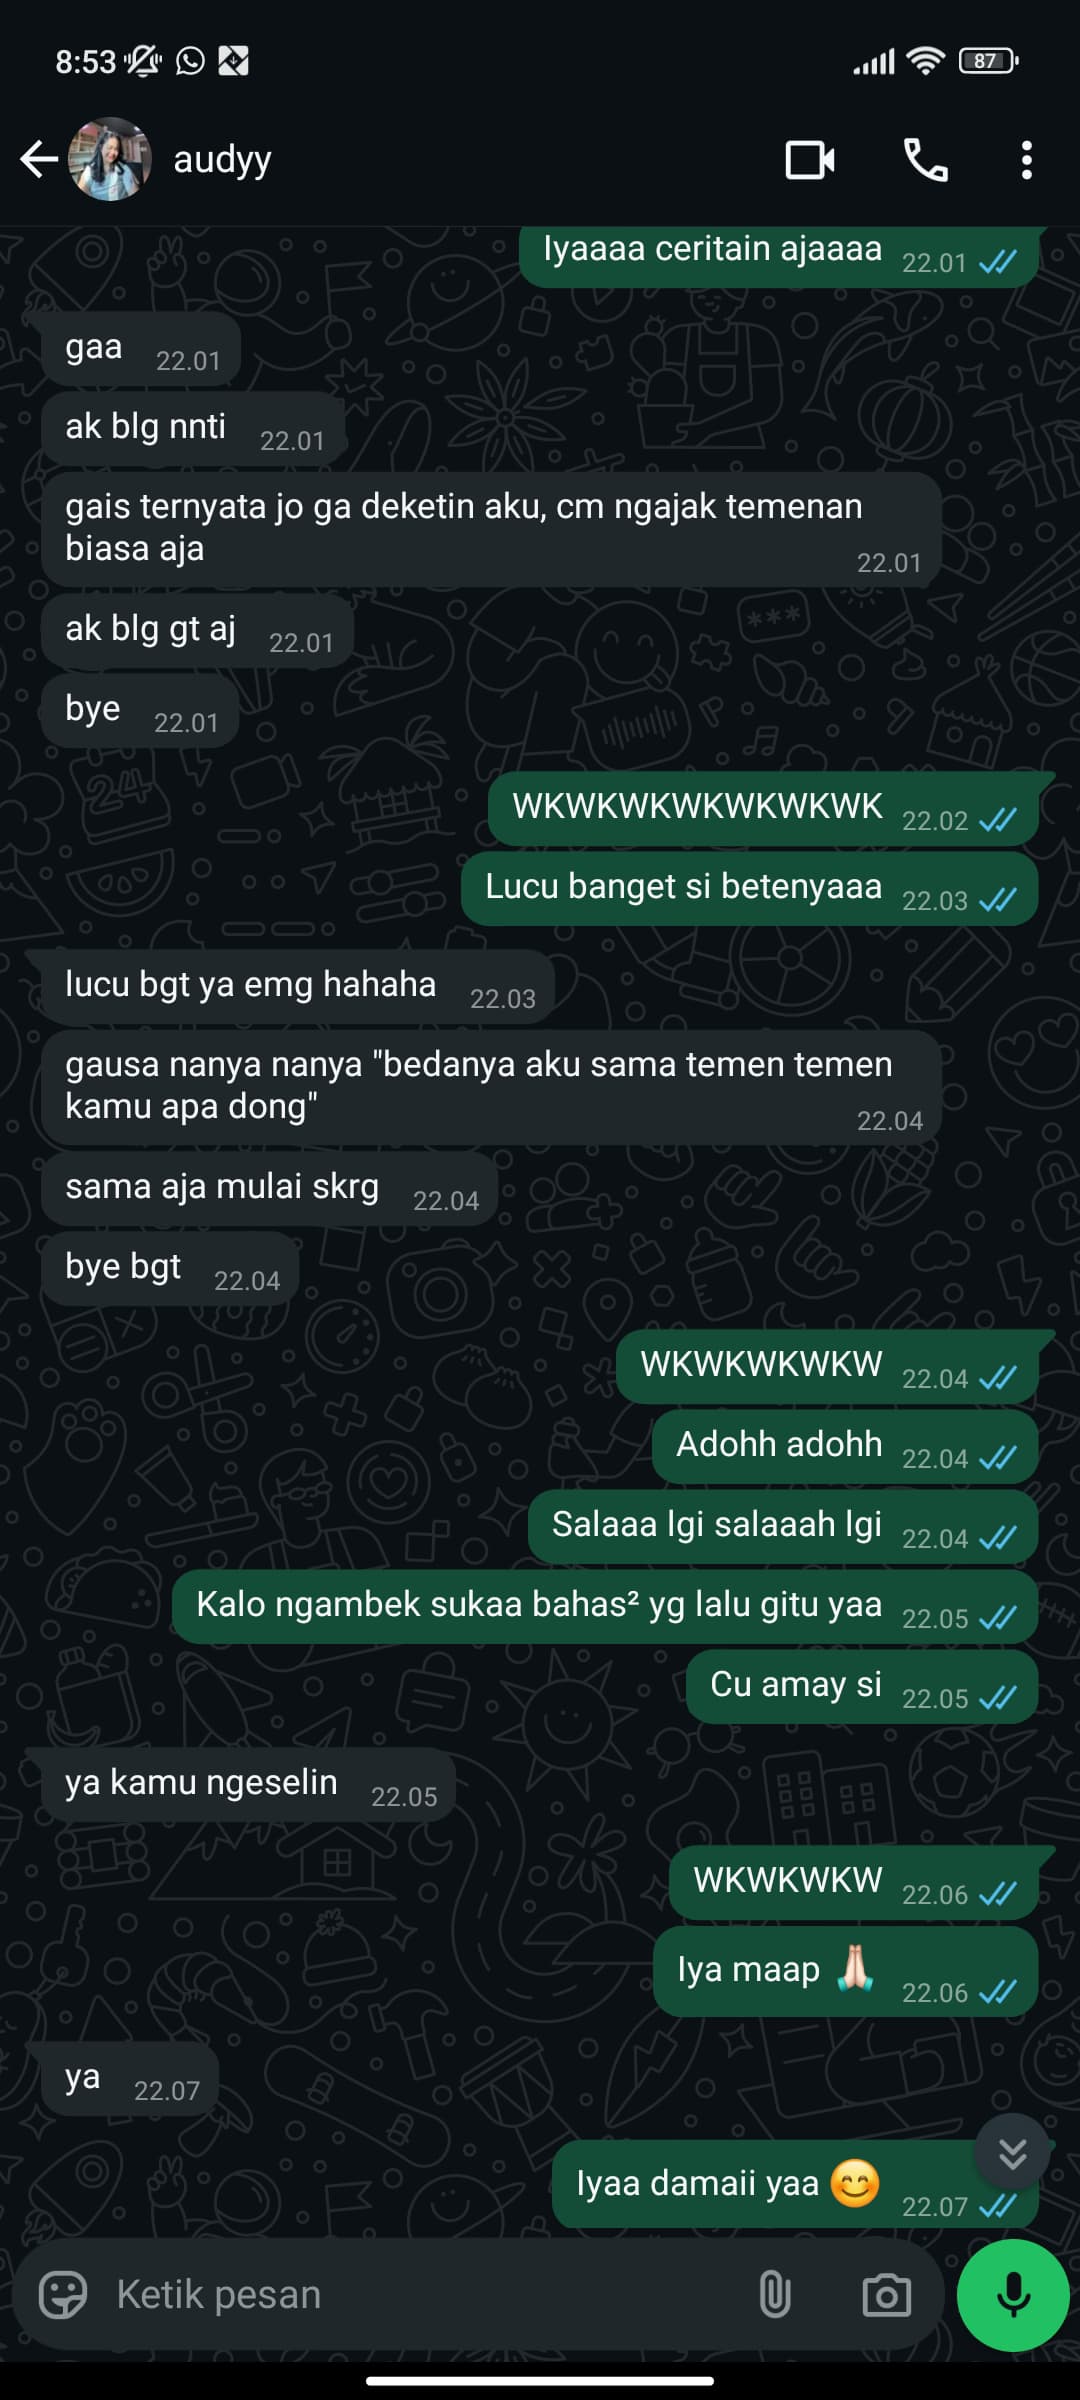 8:53
87
audyy
Iyaaaa ceritain ajaaaa 22.01
gaa 22.01
ak blg nnti 22.01
gais ternyata jo ga deketin aku, cm ngajak temenan
biasa aja 22.01
ak blg gt aj 22.01
bye 22.01
WKWKWKWKWKWKWK 22.02
Lucu banget si betenyaaa 22.03
lucu bgt ya emg hahaha 22.03
gausa nanya nanya "bedanya aku sama temen temen
kamu apa dong" 22.04
sama aja mulai skrg 22.04
bye bgt 22.04
WKWKWKWKW 22.04
Adohh adohh 22.04
Salaaa lgi salaaah lgi 22.04
Kalo ngambek sukaa bahas² yg lalu gitu yaa 22.05
Cu amay si 22.05
ya kamu ngeselin 22.05
WKWKWKW 22.06
Iya maap 🙏🏻 22.06
ya 22.07
Iyaa damaii yaa 😊 22.07
Ketik pesan